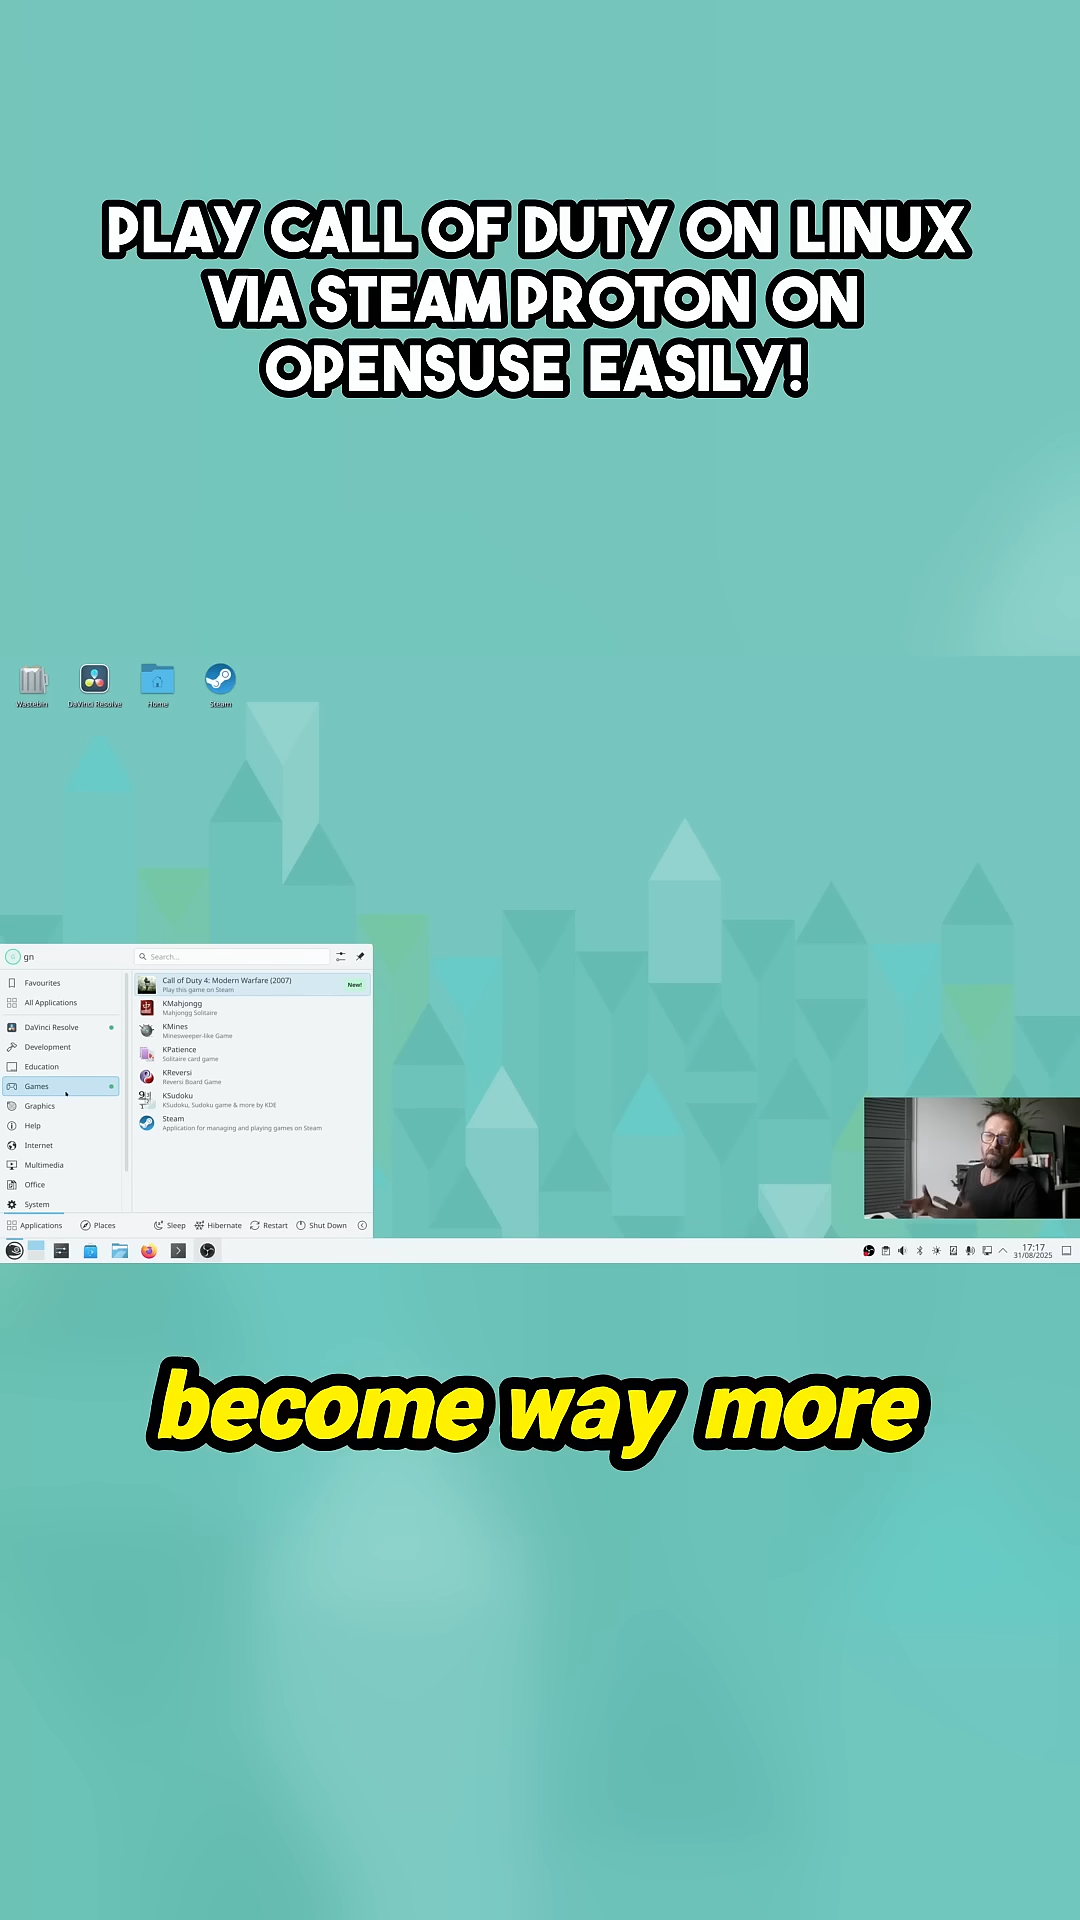 PLAY CALL OF DUTY ON LINUX
VIA STEAM PROTON ON
OPENSUSE EASILY!
Wastebin
DaVinci Resolve
Home
Steam
gn
Search...
Favourites
All Applications
DaVinci Resolve
Development
Education
Games
Graphics
Help
Internet
Multimedia
Office
System
Call of Duty 4: Modern Warfare (2007)
Play this game on Steam
New!
KMahjongg
Mahjongg Solitaire
KMines
Minesweeper-like Game
KPatience
Solitaire card game
KReversi
Reversi Board Game
KSudoku
KSudoku, Sudoku game & more by KDE
Steam
Application for managing and playing games on Steam
Applications
Places
Sleep
Hibernate
Restart
Shut Down
17:17
31/08/2025
become way more